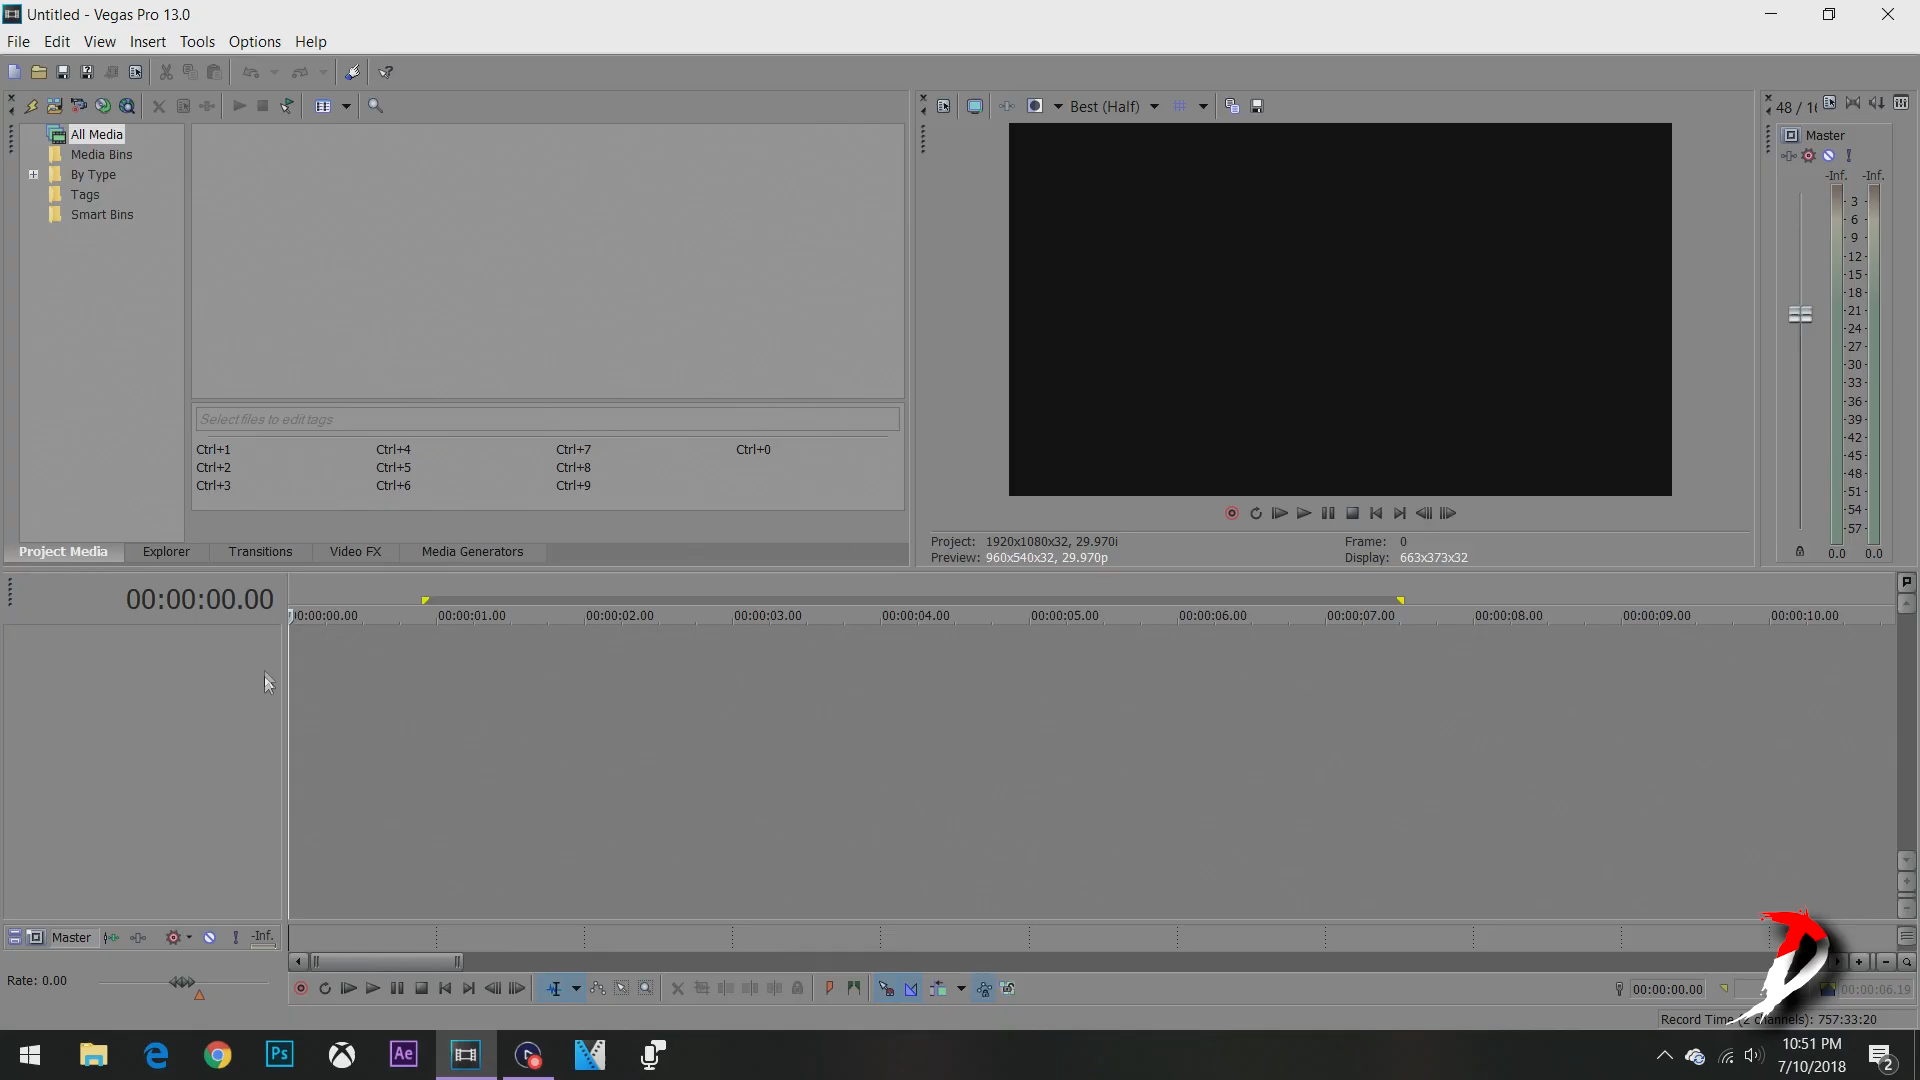 Untitled - Vegas Pro 13.0
File Edit View Insert Tools Options Help
Best (Half)
48 / 1
All Media
Media Bins
By Type
Tags
Smart Bins
Master
-Inf. -Inf.
3
6
9
12
15
18
21
24
27
30
33
36
39
42
45
48
51
54
57
0.0 0.0
Select files to edit tags
Ctrl+1 Ctrl+4 Ctrl+7 Ctrl+0
Ctrl+2 Ctrl+5 Ctrl+8
Ctrl+3 Ctrl+6 Ctrl+9
Project Media Explorer Transitions Video FX Media Generators
Project: 1920x1080x32, 29.970i Frame: 0
Preview: 960x540x32, 29.970p Display: 663x373x32
00:00:00.00
00:00:00.00 00:00:01.00 00:00:02.00 00:00:03.00 00:00:04.00 00:00:05.00 00:00:06.00 00:00:07.00 00:00:08.00 00:00:09.00 00:00:10.00
Master -Inf.
Rate: 0.00
00:00:00.00 00:00:06.19
Record Time (2 channels): 757:33:20
Ps Ae
10:51 PM
7/10/2018
2